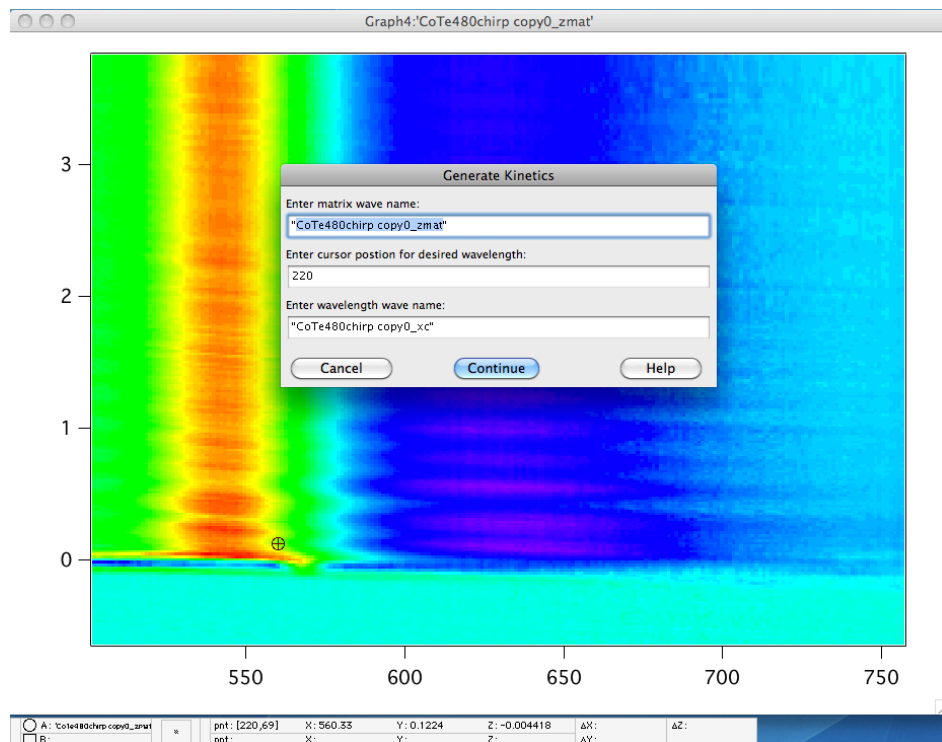 Graph4:'CoTe480chirp copy0_zmat'
Generate Kinetics
Enter matrix wave name:
"CoTe480chirp copy0_zmat"
Enter cursor postion for desired wavelength:
220
Enter wavelength wave name:
"CoTe480chirp copy0_xc"
Cancel Continue Help
3
2
1
0
550 600 650 700 750
A: 'CoTe480chirp copy0_zmat pnt: [220,69] X: 560.33 Y: 0.1224 Z: -0.004418 ΔX: ΔZ:
B: pnt: X: Y: Z: ΔY: